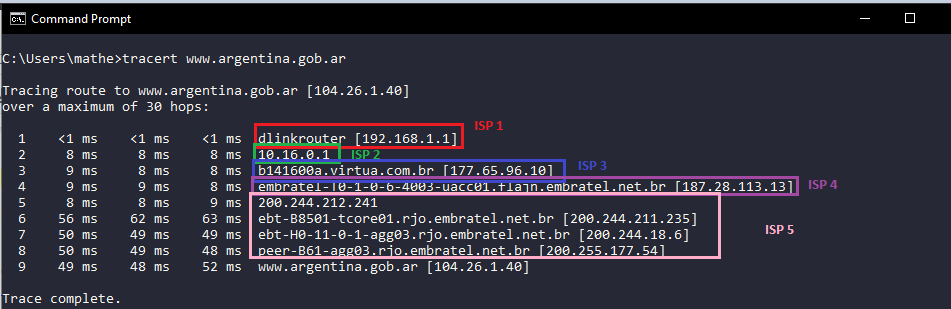 Command Prompt
C:\Users\mathe>tracert www.argentina.gob.ar
Tracing route to www.argentina.gob.ar [104.26.1.40]
over a maximum of 30 hops:
1 <1 ms <1 ms <1 ms dlinkrouter [192.168.1.1] ISP 1
2 8 ms 8 ms 8 ms 10.16.0.1 ISP 2
3 9 ms 8 ms 8 ms b141600a.virtua.com.br [177.65.96.10] ISP 3
4 9 ms 9 ms 8 ms embratel-T0-1-0-6-4003-uacc01.flajn.embratel.net.br [187.28.113.13] ISP 4
5 8 ms 8 ms 9 ms 200.244.212.241
6 56 ms 62 ms 63 ms ebt-B8501-tcore01.rjo.embratel.net.br [200.244.211.235]
7 50 ms 49 ms 49 ms ebt-H0-11-0-1-agg03.rjo.embratel.net.br [200.244.18.6] ISP 5
8 50 ms 49 ms 48 ms peer-B61-agg03.rjo.embratel.net.br [200.255.177.54]
9 49 ms 48 ms 52 ms www.argentina.gob.ar [104.26.1.40]
Trace complete.